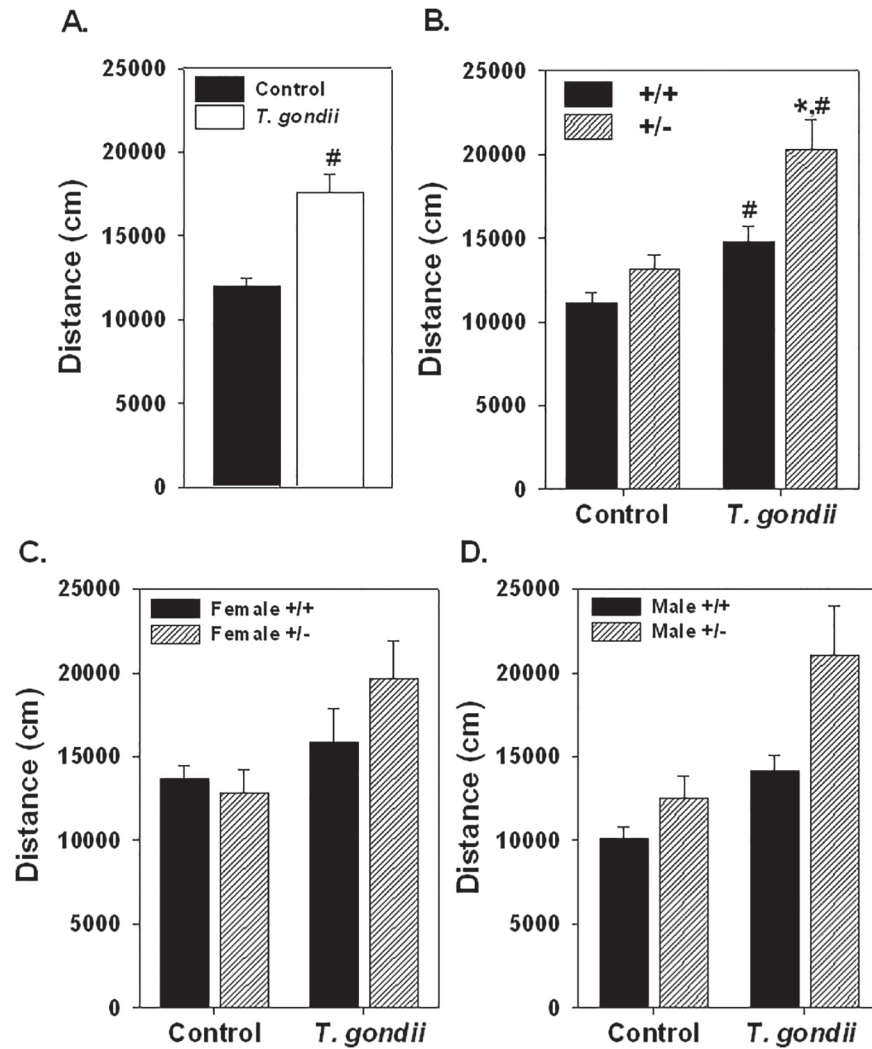 A.
25000
20000
15000
10000
5000
0
Distance (cm)
Control
T. gondii
#
B.
25000
20000
15000
10000
5000
0
Distance (cm)
+/+
+/-
#
*,#
Control T. gondii
C.
25000
20000
15000
10000
5000
0
Distance (cm)
Female +/+
Female +/-
Control T. gondii
D.
25000
20000
15000
10000
5000
0
Distance (cm)
Male +/+
Male +/-
Control T. gondii